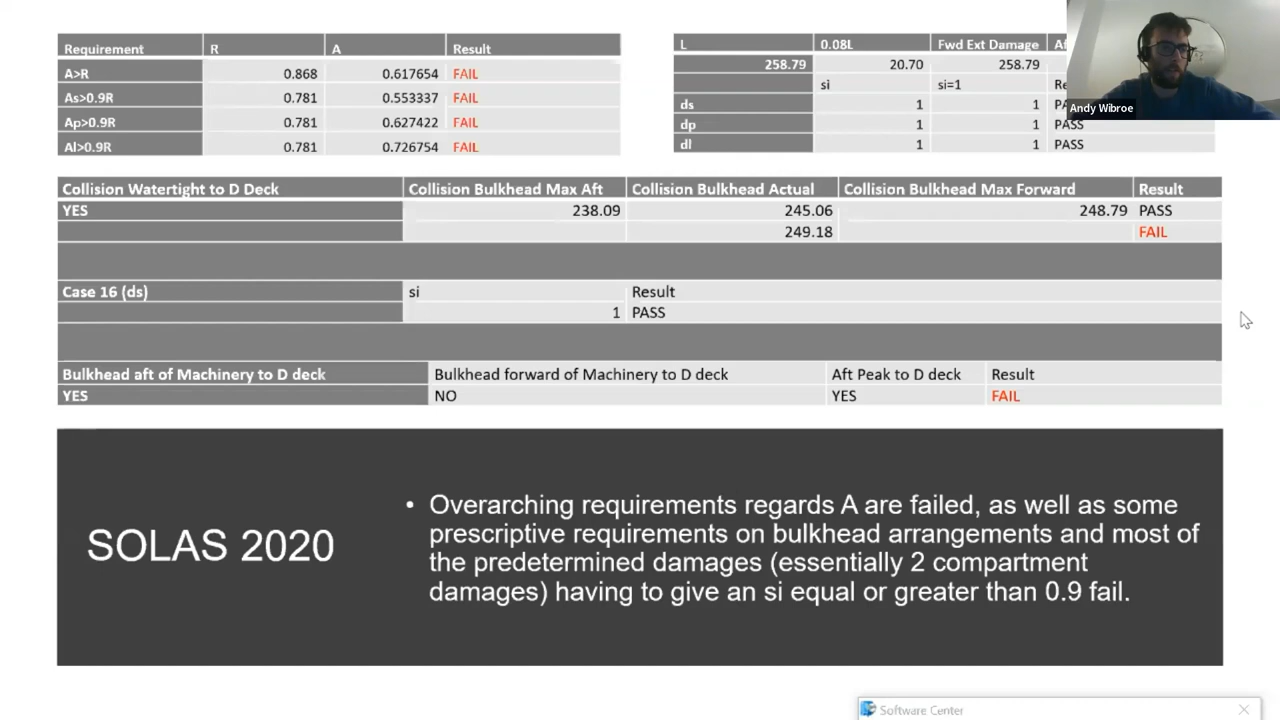 Requirement R A Result
A>R 0.868 0.617654 FAIL
As>0.9R 0.781 0.553337 FAIL
Ap>0.9R 0.781 0.627422 FAIL
Al>0.9R 0.781 0.726754 FAIL
L 0.08L Fwd Ext Damage
258.79 20.70 258.79
si si=1
ds 1 1
dp 1 1 PASS
dl 1 1 PASS
Andy Wibroe
Collision Watertight to D Deck Collision Bulkhead Max Aft Collision Bulkhead Actual Collision Bulkhead Max Forward Result
YES 238.09 245.06 248.79 PASS
249.18 FAIL
Case 16 (ds) si Result
1 PASS
Bulkhead aft of Machinery to D deck Bulkhead forward of Machinery to D deck Aft Peak to D deck Result
YES NO YES FAIL
SOLAS 2020
• Overarching requirements regards A are failed, as well as some
prescriptive requirements on bulkhead arrangements and most of
the predetermined damages (essentially 2 compartment
damages) having to give an si equal or greater than 0.9 fail.
Software Center